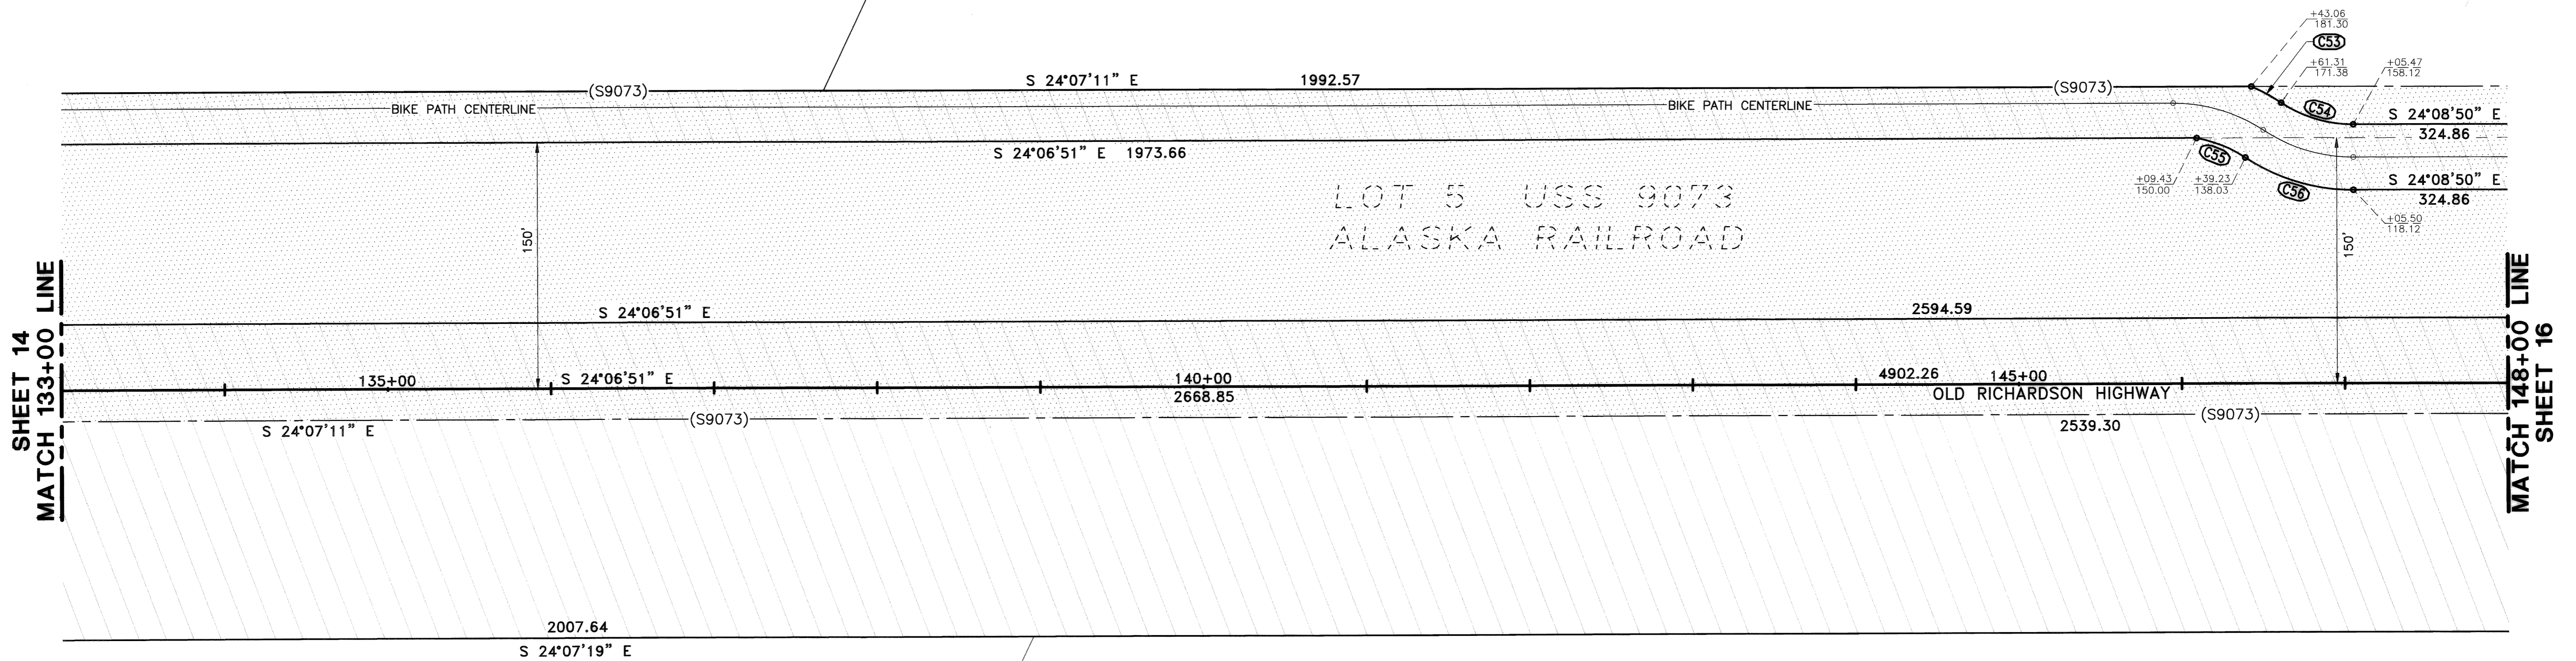 +43.06
181.30
C53
+61.31
171.38
+05.47
158.12
S 24°07'11" E 1992.57
(S9073)
(S9073)
BIKE PATH CENTERLINE
BIKE PATH CENTERLINE
C54
S 24°08'50" E
324.86
S 24°06'51" E 1973.66
C55
+09.43
150.00
+39.23
138.03
C56
S 24°08'50" E
324.86
+05.50
118.12
LOT 5 USS 9073
ALASKA RAILROAD
150'
150'
SHEET 14
MATCH 133+00 LINE
MATCH 148+00 LINE
SHEET 16
S 24°06'51" E
2594.59
135+00
S 24°06'51" E
140+00
2668.85
4902.26
145+00
OLD RICHARDSON HIGHWAY
S 24°07'11" E
(S9073)
2539.30
(S9073)
2007.64
S 24°07'19" E